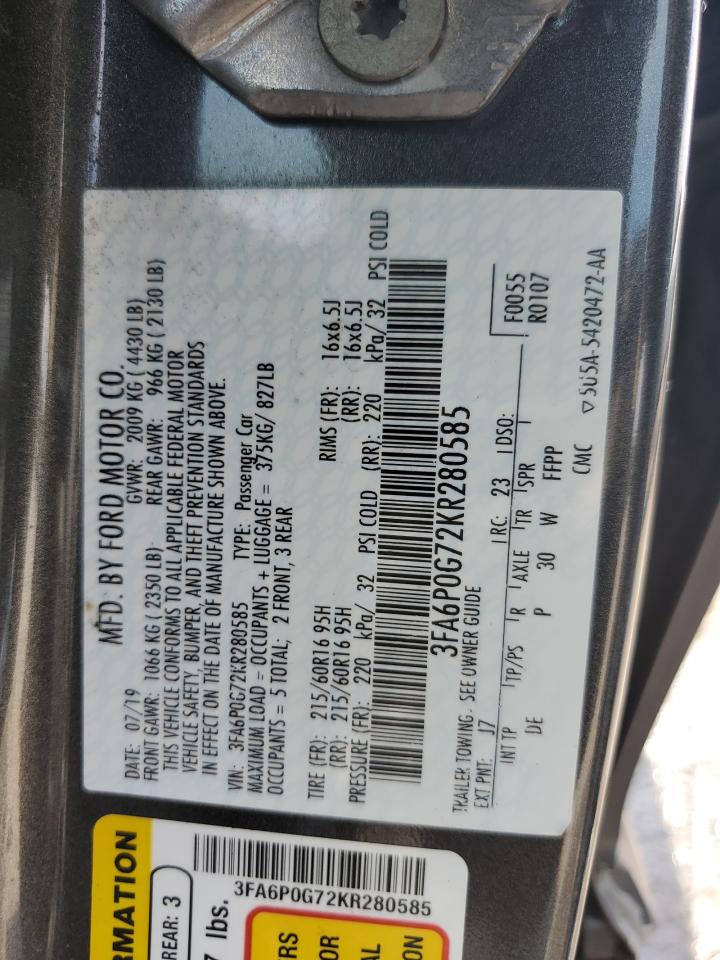 MFD. BY FORD MOTOR CO.
DATE: 07/19 GVWR: 2009 KG ( 4430 LB)
FRONT GAWR: 1066 KG ( 2350 LB) REAR GAWR: 966 KG ( 2130 LB)
THIS VEHICLE CONFORMS TO ALL APPLICABLE FEDERAL MOTOR
VEHICLE SAFETY, BUMPER, AND THEFT PREVENTION STANDARDS
IN EFFECT ON THE DATE OF MANUFACTURE SHOWN ABOVE.
VIN: 3FA6P0G72KR280585 TYPE: Passenger Car
MAXIMUM LOAD = OCCUPANTS + LUGGAGE = 375KG/ 827LB
OCCUPANTS = 5 TOTAL; 2 FRONT, 3 REAR
TIRE (FR): 215/60R16 95H RIMS (FR): 16x6.5J
(RR): 215/60R16 95H (RR): 16x6.5J
PRESSURE (FR): 220 kPa/ 32 PSI COLD (RR): 220 kPa/ 32 PSI COLD
3FA6P0G72KR280585
TRAILER TOWING - SEE OWNER GUIDE
EXT PNT: J7 RC: 23 DSO: F0055
R0107
INT TP TP/PS R AXLE TR SPR
DE P 30 W FFPP
CMC ▽5U5A-5420472-AA
RMATION
REAR: 3
7 lbs.
3FA6P0G72KR280585
RS
OR
AL
ON